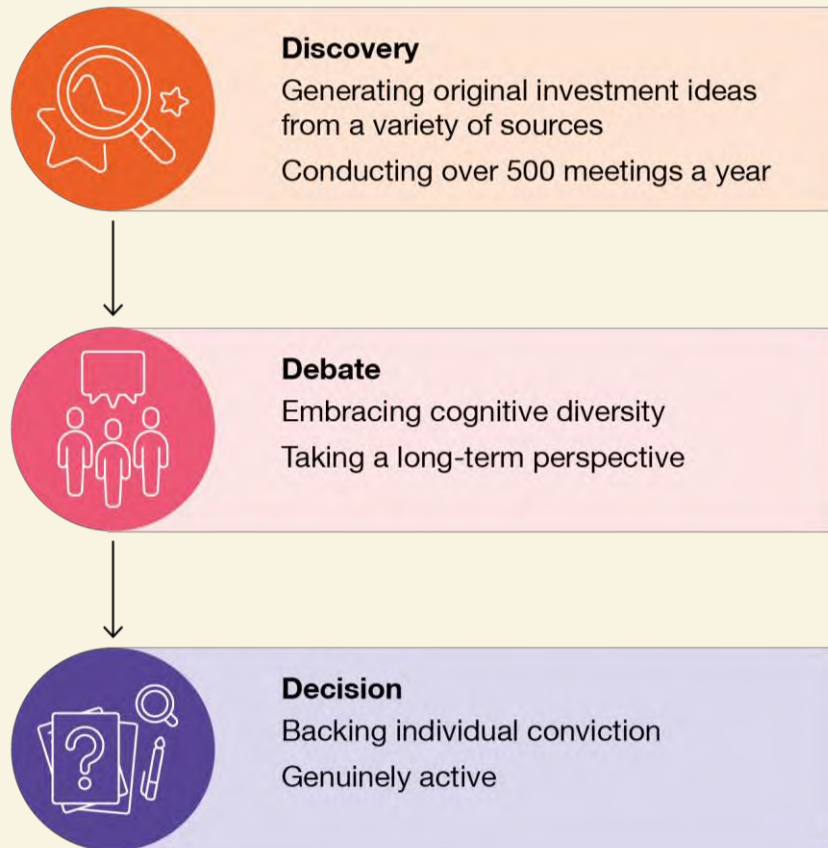 Discovery
Generating original investment ideas
from a variety of sources
Conducting over 500 meetings a year
Debate
Embracing cognitive diversity
Taking a long-term perspective
Decision
Backing individual conviction
Genuinely active
?